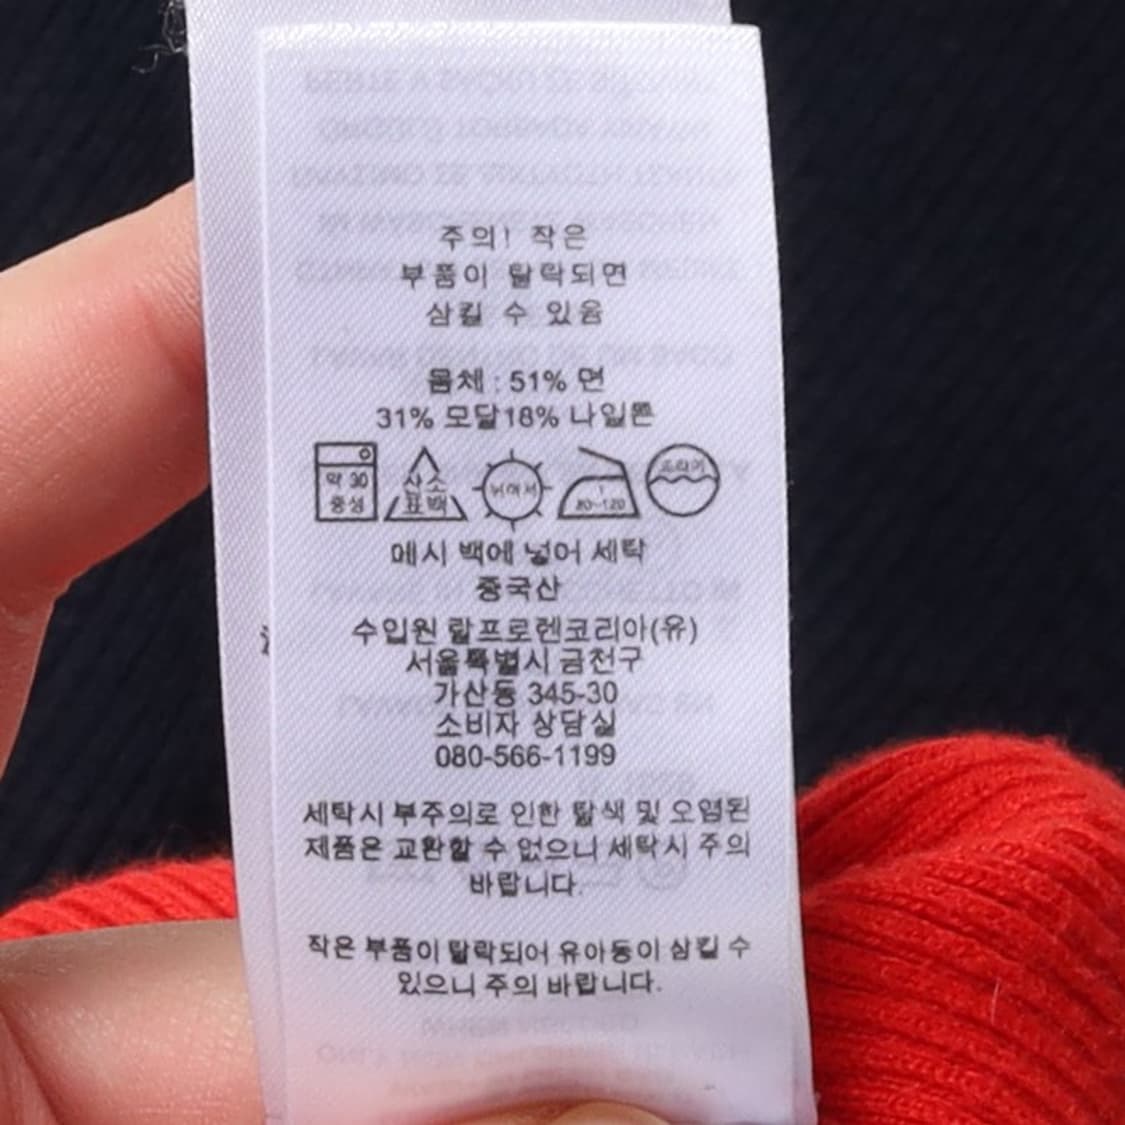 주의! 작은
부품이 탈락되면
삼킬 수 있음
몸체 : 51% 면
31% 모달18% 나일론
약 30
중성
산소
표백
뉘어서
80~120
드라이
메시 백에 넣어 세탁
중국산
수입원 랄프로렌코리아(유)
서울특별시 금천구
가산동 345-30
소비자 상담실
080-566-1199
세탁시 부주의로 인한 탈색 및 오염된
제품은 교환할 수 없으니 세탁시 주의
바랍니다.
작은 부품이 탈락되어 유아동이 삼킬 수
있으니 주의 바랍니다.